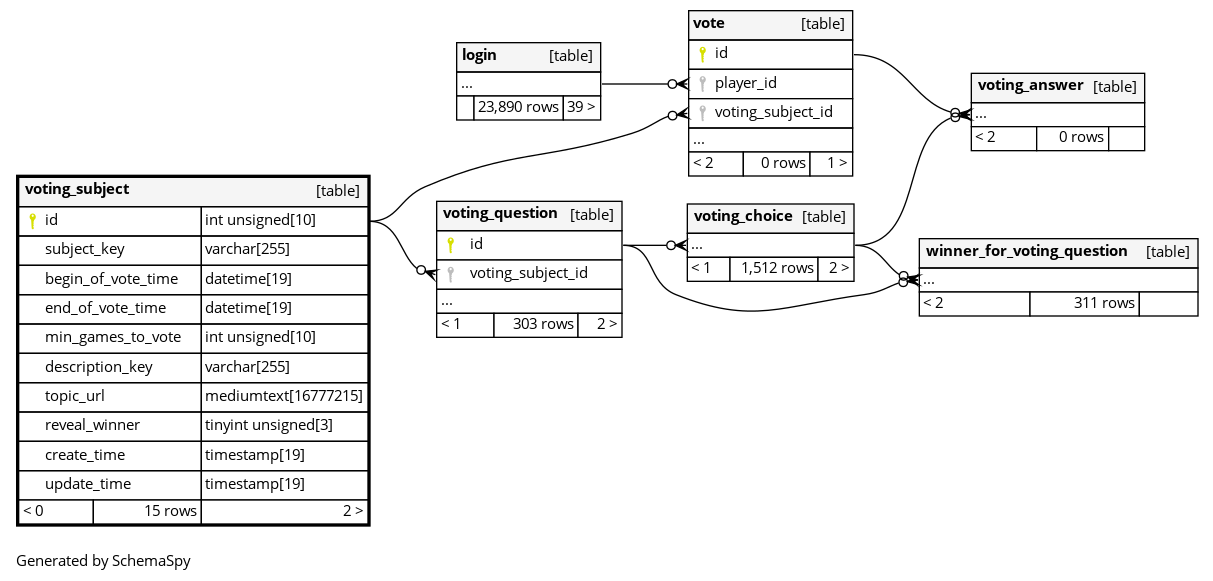 vote [table]
id
player_id
voting_subject_id
...
< 2 0 rows 1 >
login [table]
...
23,890 rows 39 >
voting_answer [table]
...
< 2 0 rows
voting_subject [table]
id int unsigned[10]
subject_key varchar[255]
begin_of_vote_time datetime[19]
end_of_vote_time datetime[19]
min_games_to_vote int unsigned[10]
description_key varchar[255]
topic_url mediumtext[16777215]
reveal_winner tinyint unsigned[3]
create_time timestamp[19]
update_time timestamp[19]
< 0 15 rows 2 >
voting_question [table]
id
voting_subject_id
...
< 1 303 rows 2 >
voting_choice [table]
...
< 1 1,512 rows 2 >
winner_for_voting_question [table]
...
< 2 311 rows
Generated by SchemaSpy